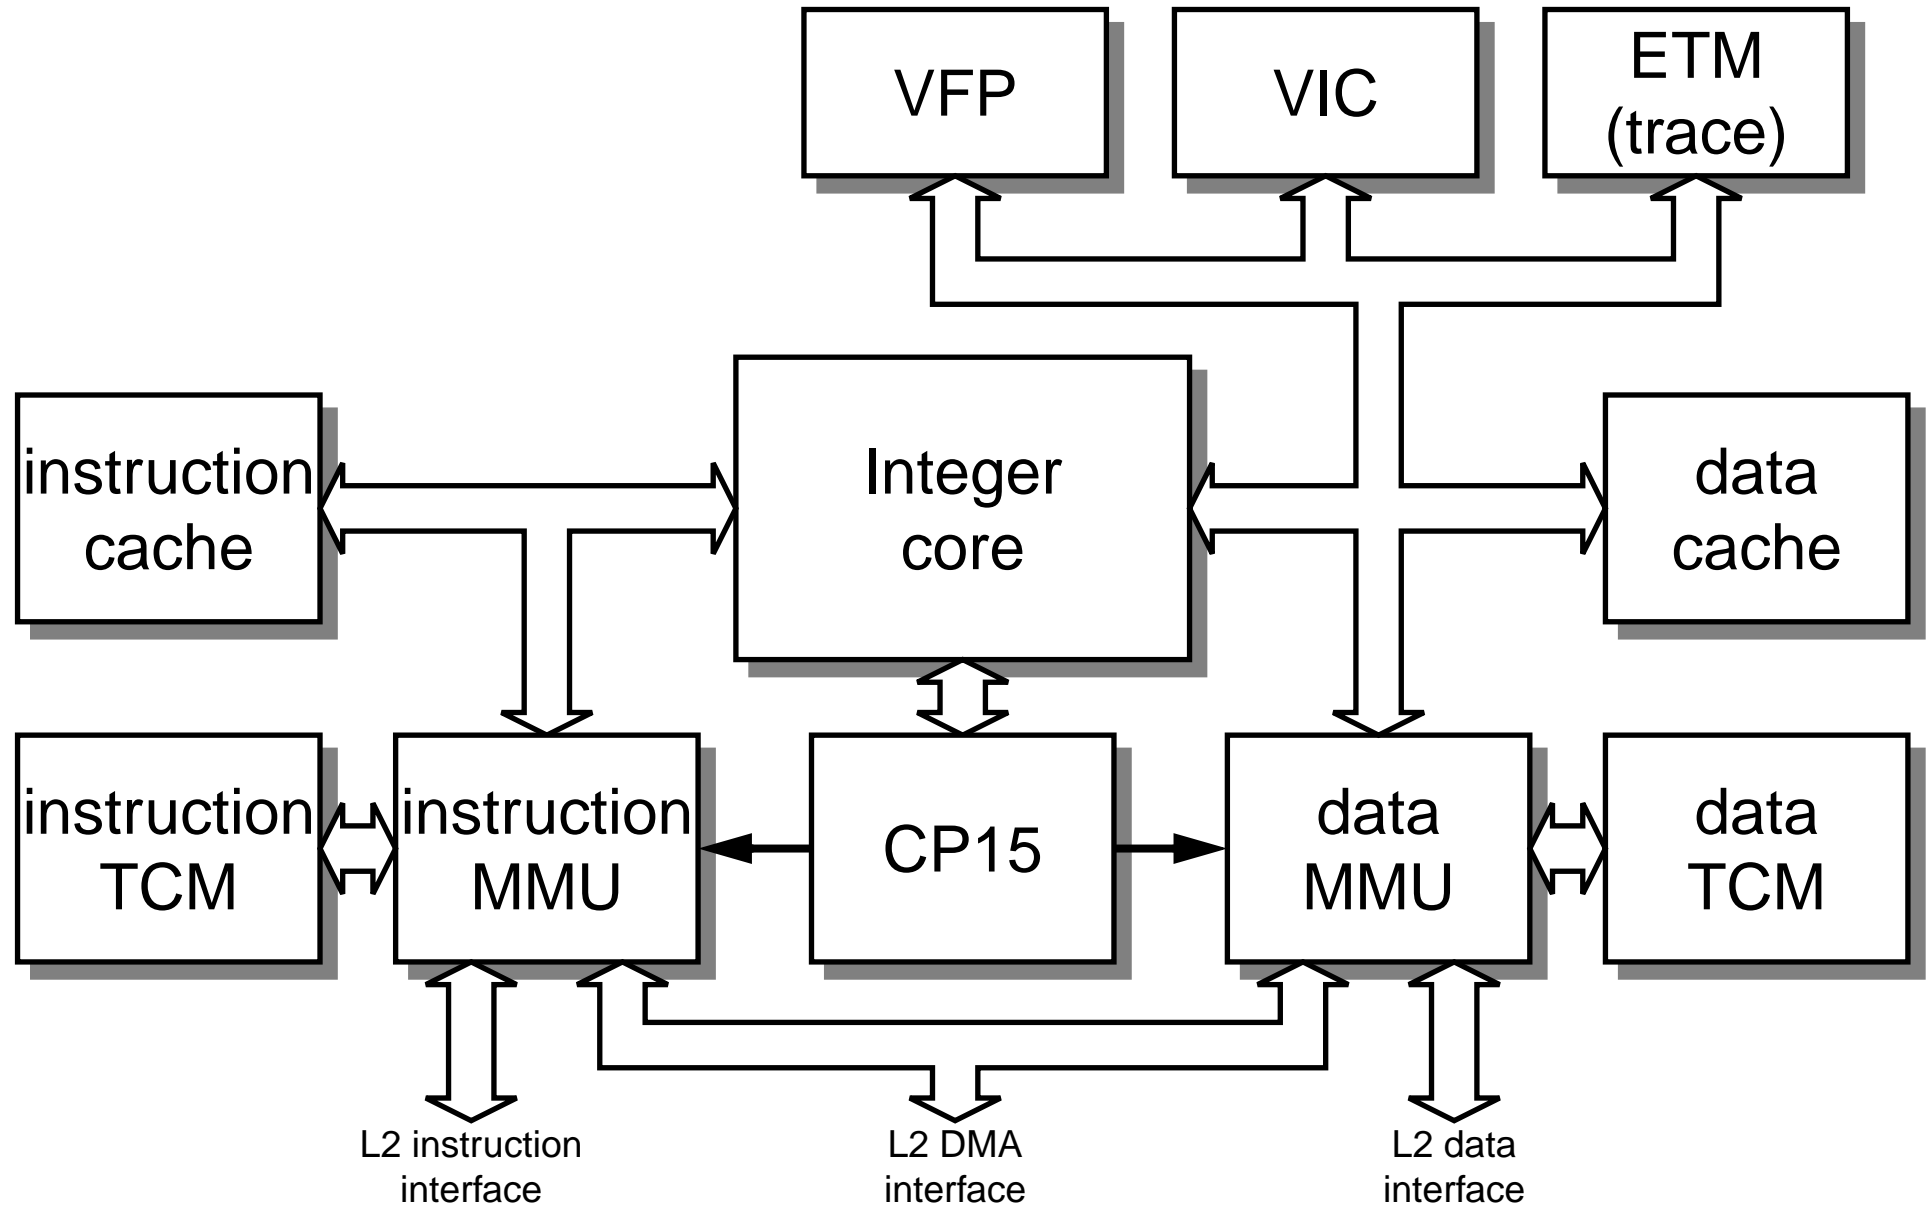 VFP
VIC
ETM
(trace)
instruction
cache
Integer
core
data
cache
instruction
TCM
instruction
MMU
CP15
data
MMU
data
TCM
L2 instruction
interface
L2 DMA
interface
L2 data
interface